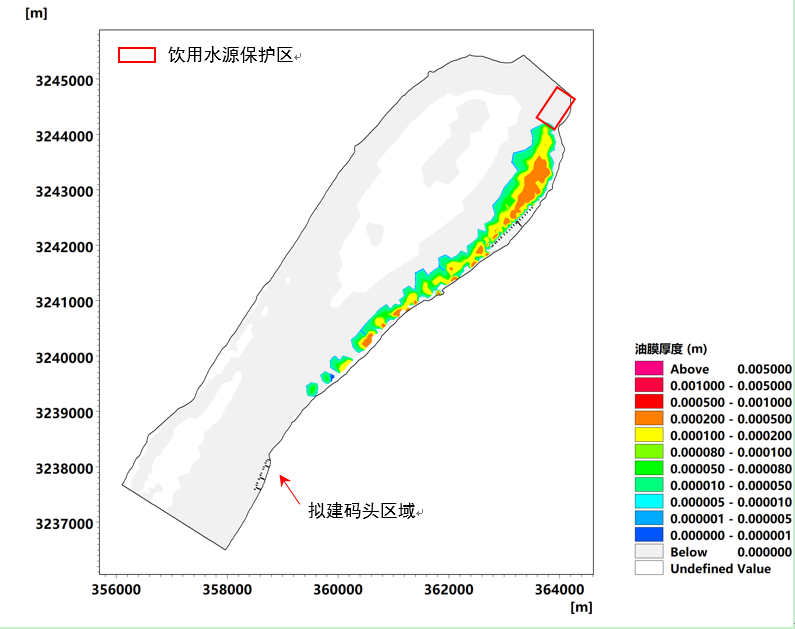 [m]
饮用水源保护区
3245000
3244000
3243000
3242000
3241000
3240000
3239000
3238000
3237000
拟建码头区域
356000
358000
360000
362000
364000
[m]
油膜厚度 (m)
Above 0.005000
0.001000 - 0.005000
0.000500 - 0.001000
0.000200 - 0.000500
0.000100 - 0.000200
0.000080 - 0.000100
0.000050 - 0.000080
0.000010 - 0.000050
0.000005 - 0.000010
0.000001 - 0.000005
0.000000 - 0.000001
Below 0.000000
Undefined Value